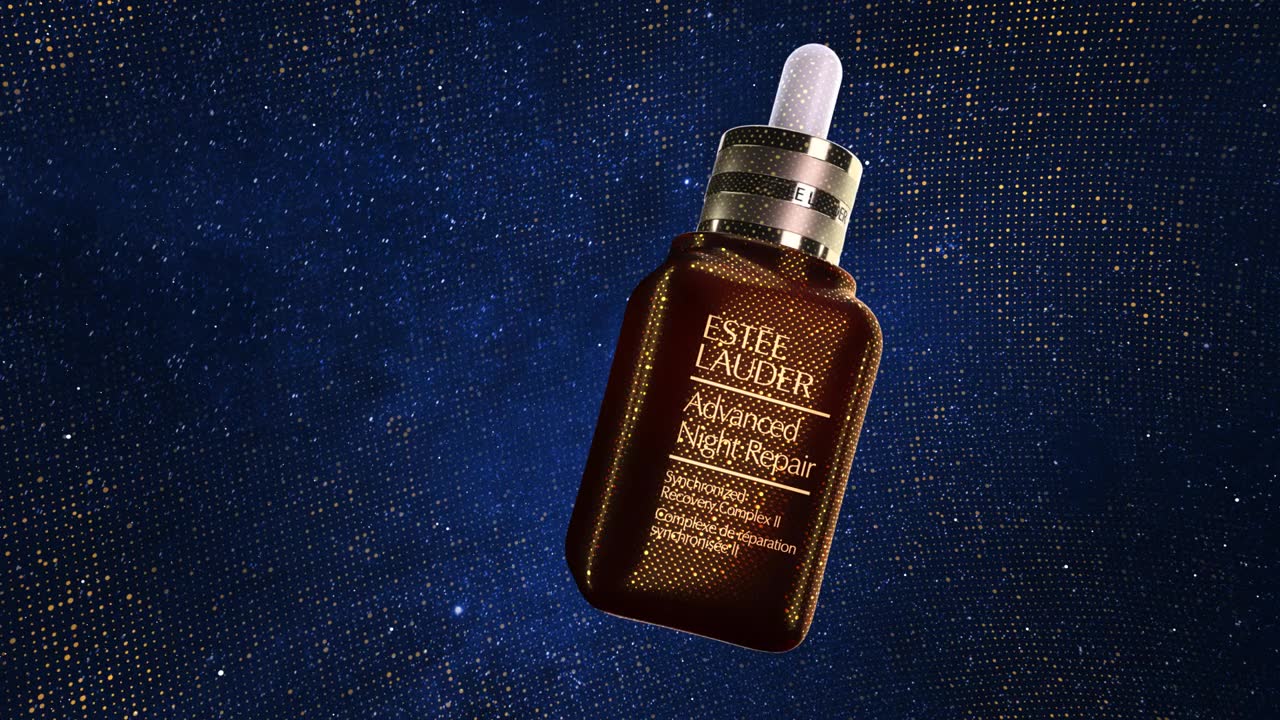 ESTĒE
LAUDER
Advanced
Night Repair
Synchronized
Recovery Complex II
Complexe de réparation
synchronisée II